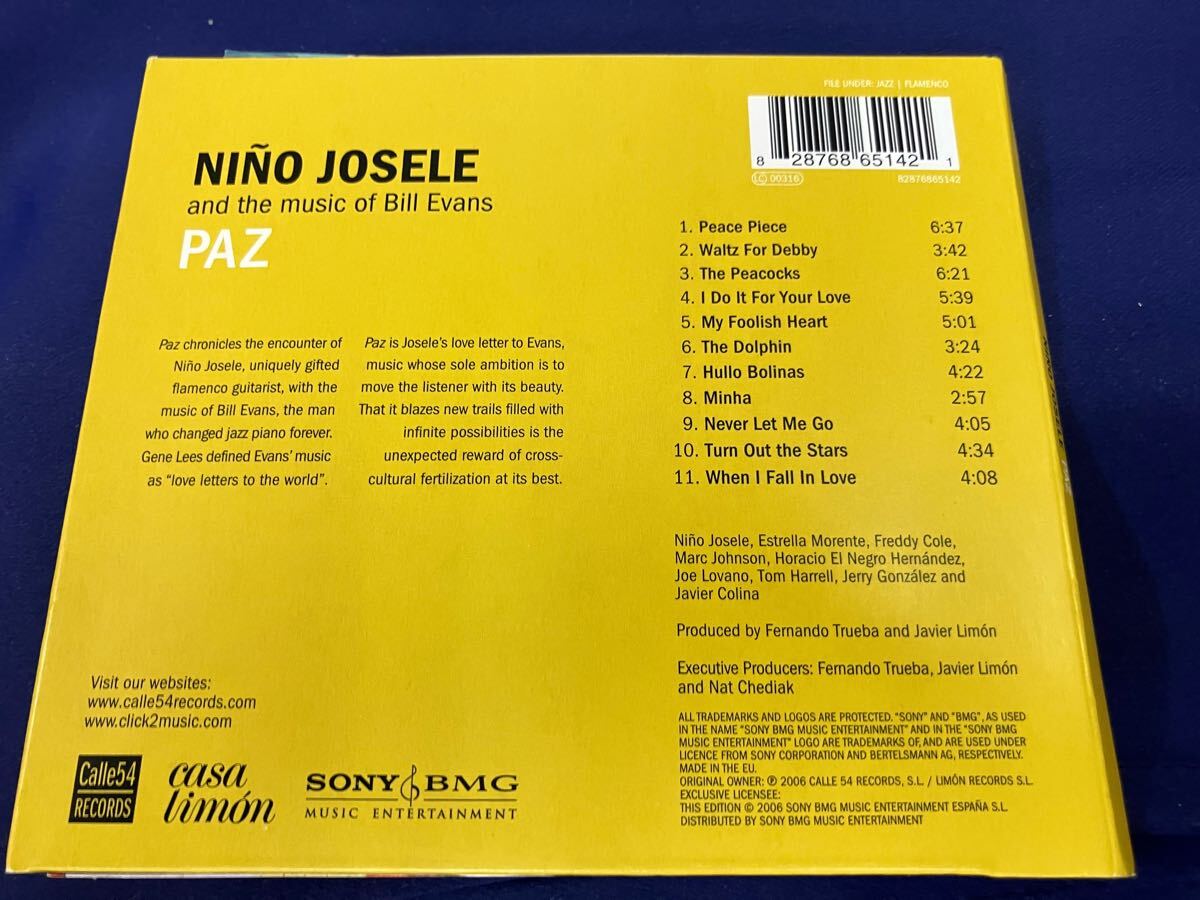 FILE UNDER: JAZZ | FLAMENCO
8 28768 65142 1
LC 00316
82876865142
NIÑO JOSELE
and the music of Bill Evans
PAZ
Paz chronicles the encounter of
Niño Josele, uniquely gifted
flamenco guitarist, with the
music of Bill Evans, the man
who changed jazz piano forever.
Gene Lees defined Evans' music
as "love letters to the world".
Paz is Josele's love letter to Evans,
music whose sole ambition is to
move the listener with its beauty.
That it blazes new trails filled with
infinite possibilities is the
unexpected reward of cross-
cultural fertilization at its best.
1. Peace Piece 6:37
2. Waltz For Debby 3:42
3. The Peacocks 6:21
4. I Do It For Your Love 5:39
5. My Foolish Heart 5:01
6. The Dolphin 3:24
7. Hullo Bolinas 4:22
8. Minha 2:57
9. Never Let Me Go 4:05
10. Turn Out the Stars 4:34
11. When I Fall In Love 4:08
Niño Josele, Estrella Morente, Freddy Cole,
Marc Johnson, Horacio El Negro Hernández,
Joe Lovano, Tom Harrell, Jerry González and
Javier Colina
Produced by Fernando Trueba and Javier Limón
Executive Producers: Fernando Trueba, Javier Limón
and Nat Chediak
ALL TRADEMARKS AND LOGOS ARE PROTECTED. "SONY" AND "BMG", AS USED
IN THE NAME "SONY BMG MUSIC ENTERTAINMENT" AND IN THE "SONY BMG
MUSIC ENTERTAINMENT" LOGO ARE TRADEMARKS OF, AND ARE USED UNDER
LICENCE FROM SONY CORPORATION AND BERTELSMANN AG, RESPECTIVELY.
MADE IN THE EU.
ORIGINAL OWNER: ℗ 2006 CALLE 54 RECORDS, S.L. / LIMÓN RECORDS S.L.
EXCLUSIVE LICENSEE:
THIS EDITION © 2006 SONY BMG MUSIC ENTERTAINMENT ESPAÑA S.L.
DISTRIBUTED BY SONY BMG MUSIC ENTERTAINMENT
Visit our websites:
www.calle54records.com
www.click2music.com
Calle54
RECORDS
casa
limón
SONY BMG
MUSIC ENTERTAINMENT